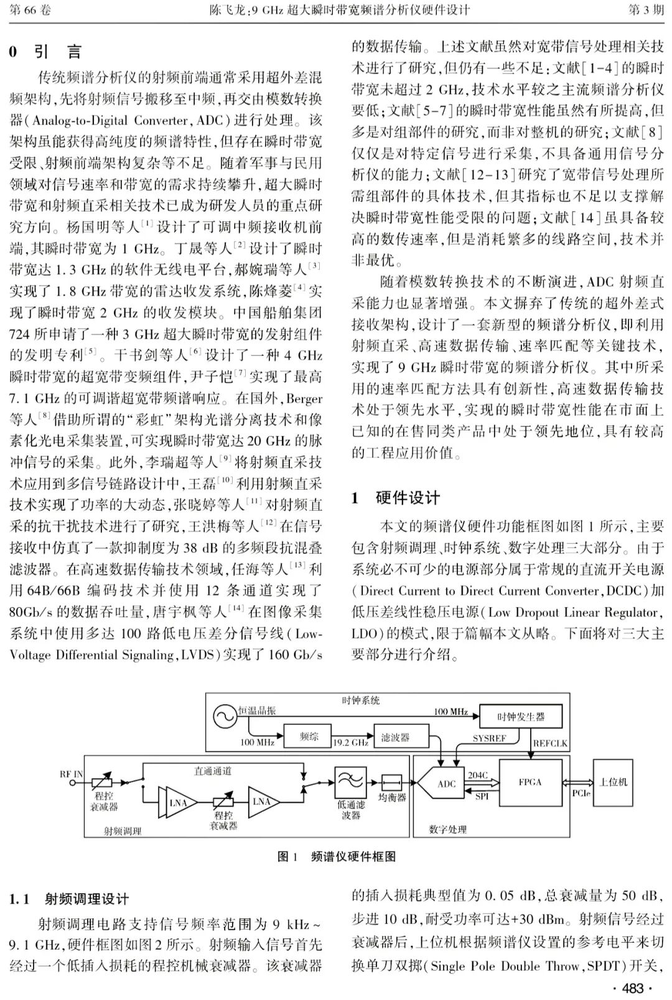 第 66 卷
陈飞龙:9 GHz 超大瞬时带宽频谱分析仪硬件设计
第 3 期
0 引 言
传统频谱分析仪的射频前端通常采用超外差混
频架构,先将射频信号搬移至中频,再交由模数转换
器(Analog-to-Digital Converter,ADC)进行处理。该
架构虽能获得高纯度的频谱特性,但存在瞬时带宽
受限、射频前端架构复杂等不足。随着军事与民用
领域对信号速率和带宽的需求持续攀升,超大瞬时
带宽和射频直采相关技术已成为研发人员的重点研
究方向。杨国明等人[1]设计了可调中频接收机前
端,其瞬时带宽为 1 GHz。丁晟等人[2]设计了瞬时
带宽达 1.3 GHz 的软件无线电平台,郝婉瑞等人[3]
实现了 1.8 GHz 带宽的雷达收发系统,陈烽菱[4]实
现了瞬时带宽 2 GHz 的收发模块。中国船舶集团
724 所申请了一种 3 GHz 超大瞬时带宽的发射组件
的发明专利[5]。干书剑等人[6]设计了一种 4 GHz
瞬时带宽的超宽带变频组件,尹子恺[7]实现了最高
7.1 GHz 的可调谐超宽带频谱响应。在国外,Berger
等人[8]借助所谓的“彩虹”架构光谱分离技术和像
素化光电采集装置,可实现瞬时带宽达 20 GHz 的脉
冲信号的采集。此外,李瑞超等人[9]将射频直采技
术应用到多信号链路设计中,王磊[10]利用射频直采
技术实现了功率的大动态,张晓婷等人[11]对射频直
采的抗干扰技术进行了研究,王洪梅等人[12]在信号
接收中仿真了一款抑制度为 38 dB 的多频段抗混叠
滤波器。在高速数据传输技术领域,任海等人[13]利
用 64B/66B 编码技术并使用 12 条通道实现了
80Gb/s 的数据吞吐量,唐宇枫等人[14]在图像采集
系统中使用多达 100 路低电压差分信号线(Low-
Voltage Differential Signaling,LVDS)实现了 160 Gb/s
的数据传输。上述文献虽然对宽带信号处理相关技
术进行了研究,但仍有一些不足:文献[1-4]的瞬时
带宽未超过 2 GHz,技术水平较之主流频谱分析仪
要低;文献[5-7]的瞬时带宽性能虽然有所提高,但
多是对组部件的研究,而非对整机的研究;文献[8]
仅仅是对特定信号进行采集,不具备通用信号分
析仪的能力;文献[12-13]研究了宽带信号处理所
需组部件的具体技术,但其指标也不足以支撑解
决瞬时带宽性能受限的问题;文献[14]虽具备较
高的数传速率,但是消耗繁多的线路空间,技术并
非最优。
随着模数转换技术的不断演进,ADC 射频直
采能力也显著增强。本文摒弃了传统的超外差式
接收架构,设计了一套新型的频谱分析仪,即利用
射频直采、高速数据传输、速率匹配等关键技术,
实现了 9 GHz 瞬时带宽的频谱分析仪。其中所采
用的速率匹配方法具有创新性,高速数据传输技
术处于领先水平,实现的瞬时带宽性能在市面上
已知的在售同类产品中处于领先地位,具有较高
的工程应用价值。
1 硬件设计
本文的频谱仪硬件功能框图如图 1 所示,主要
包含射频调理、时钟系统、数字处理三大部分。由于
系统必不可少的电源部分属于常规的直流开关电源
(Direct Current to Direct Current Converter,DCDC)加
低压差线性稳压电源(Low Dropout Linear Regulator,
LDO)的模式,限于篇幅本文从略。下面将对三大主
要部分进行介绍。
时钟系统
恒温晶振
100 MHz
时钟发生器
100 MHz
频综
19.2 GHz
滤波器
SYSREF
REFCLK
RF IN
程控
衰减器
直通通道
LNA
程控
衰减器
LNA
低通滤
波器
均衡器
射频调理
ADC
204C
SPI
FPGA
数字处理
PCIe
上位机
图 1 频谱仪硬件框图
1.1 射频调理设计
射频调理电路支持信号频率范围为 9 kHz~
9.1 GHz,硬件框图如图 2 所示。射频输入信号首先
经过一个低插入损耗的程控机械衰减器。该衰减器
的插入损耗典型值为 0.05 dB,总衰减量为 50 dB,
步进 10 dB,耐受功率可达+30 dBm。射频信号经过
衰减器后,上位机根据频谱仪设置的参考电平来切
换单刀双掷(Single Pole Double Throw,SPDT)开关,
· 483 ·